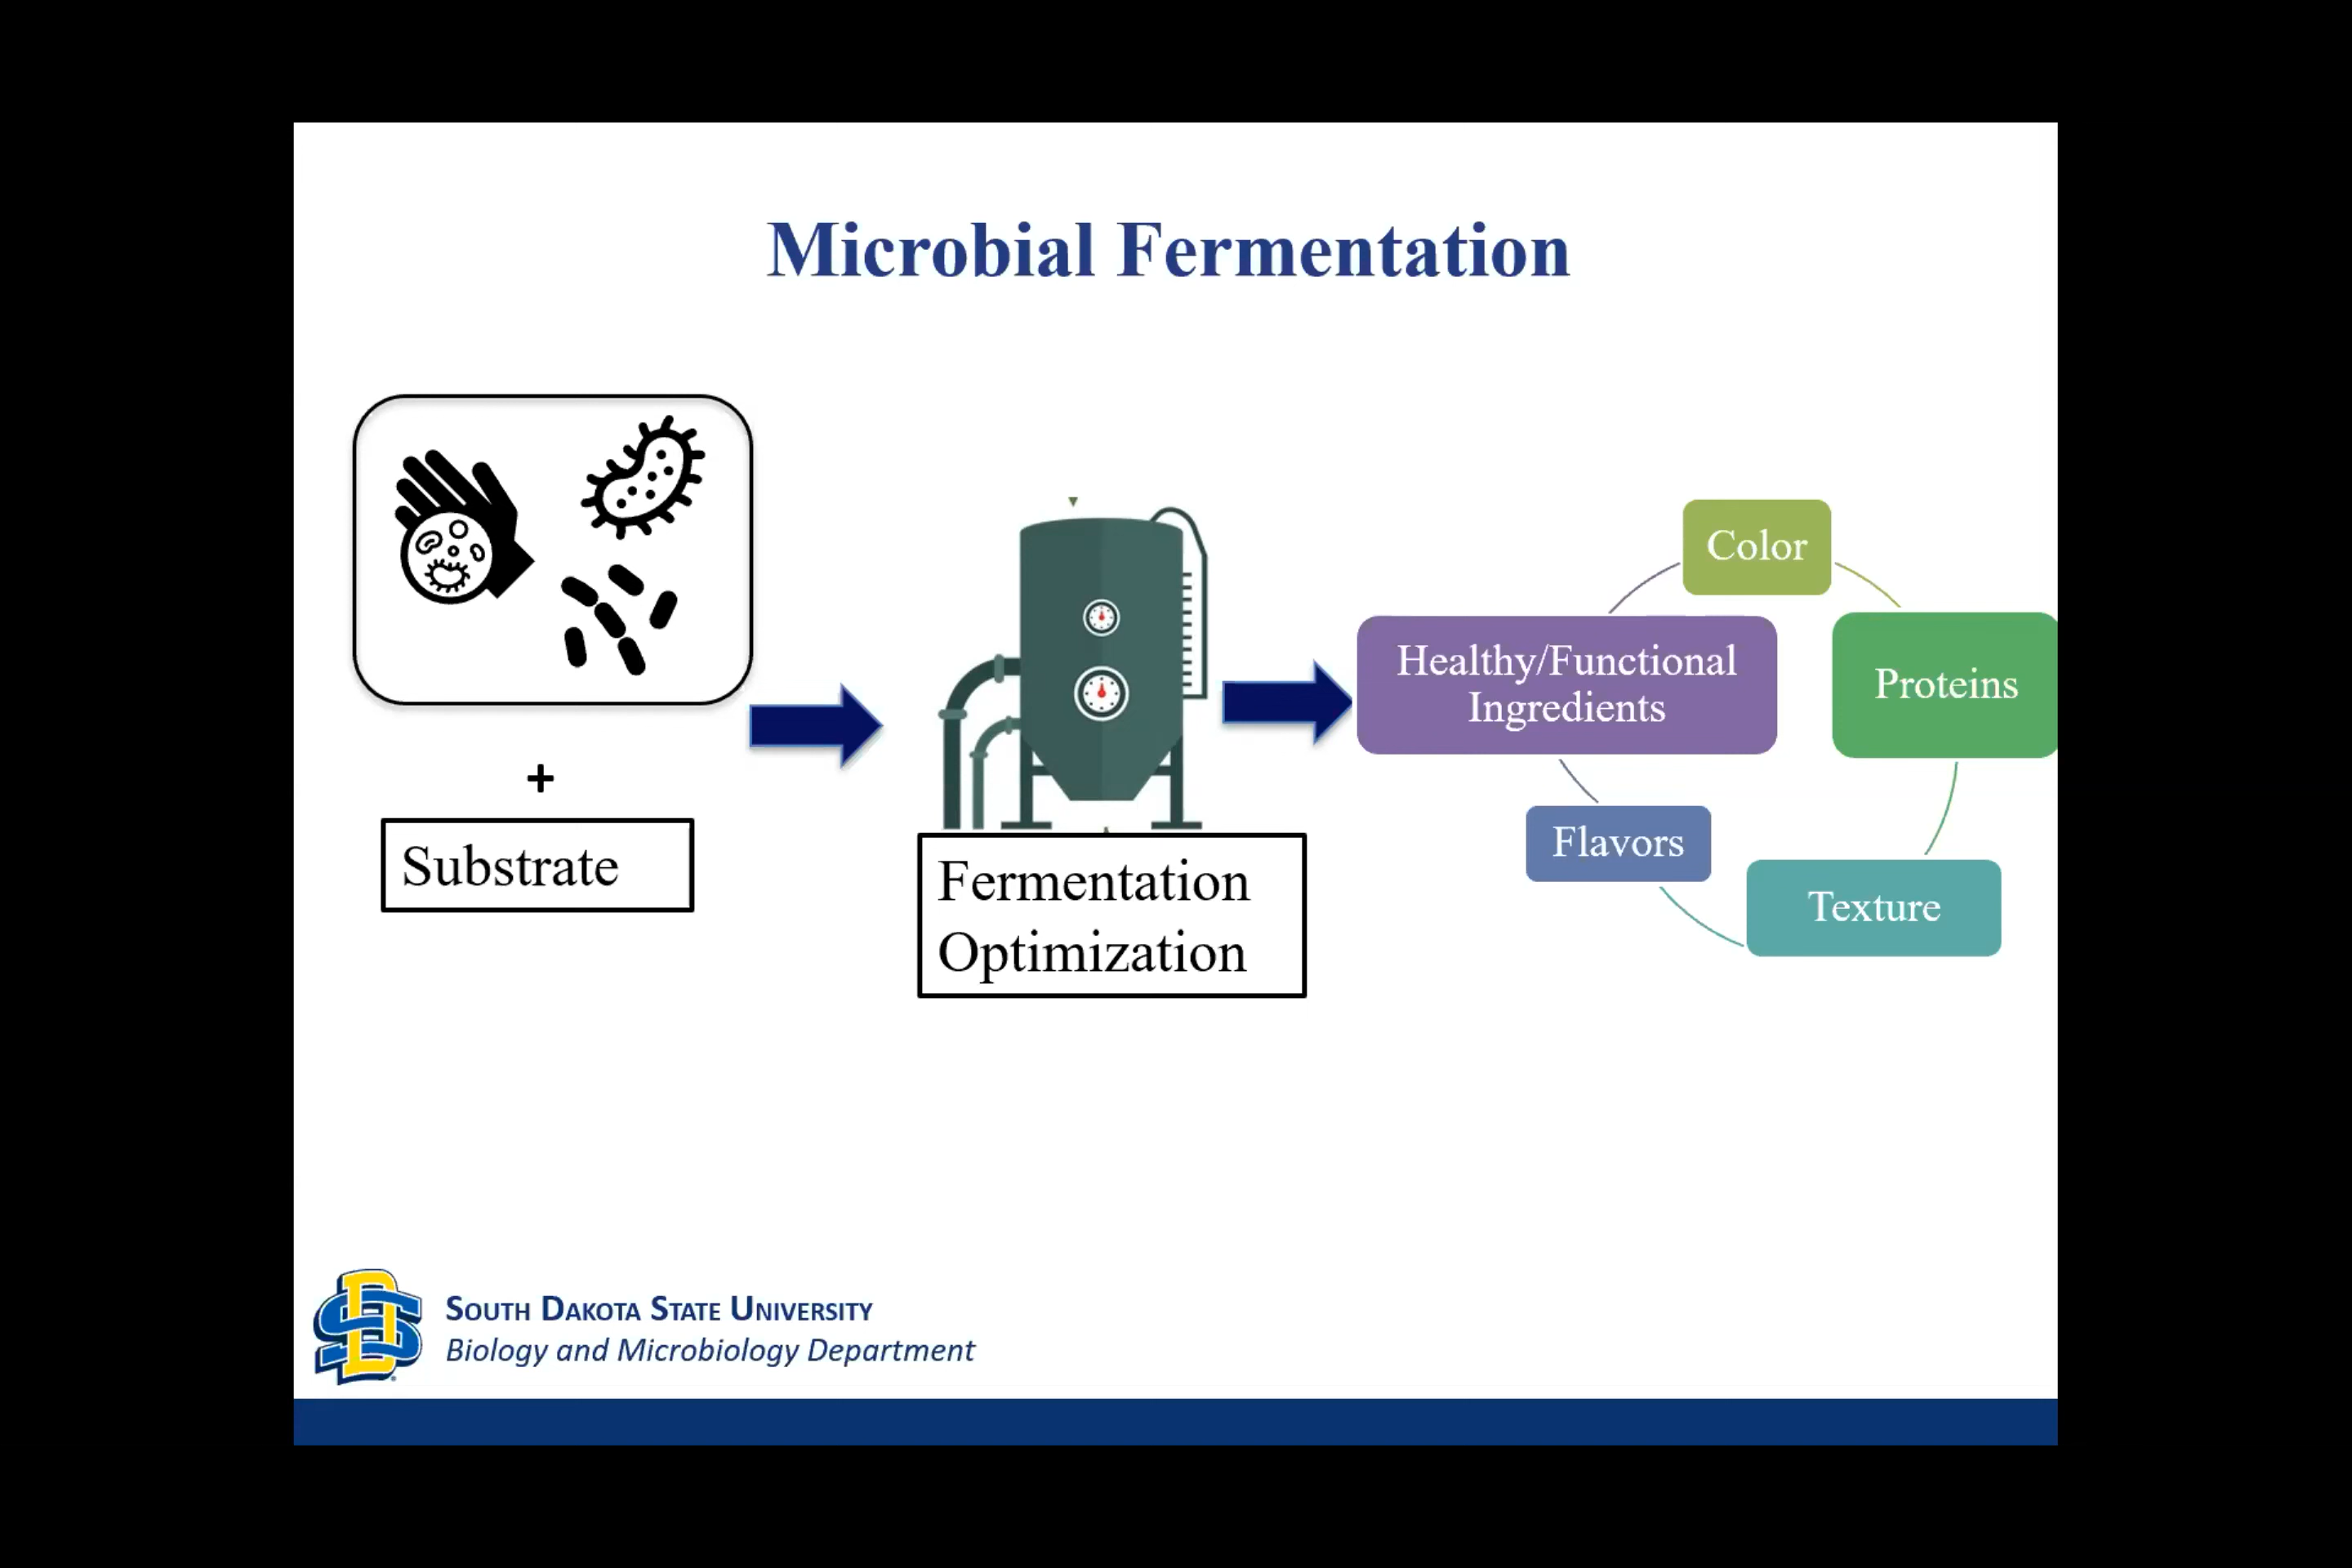 Microbial Fermentation
+
Substrate
Fermentation
Optimization
Color
Healthy/Functional
Ingredients
Proteins
Flavors
Texture
South Dakota State University
Biology and Microbiology Department